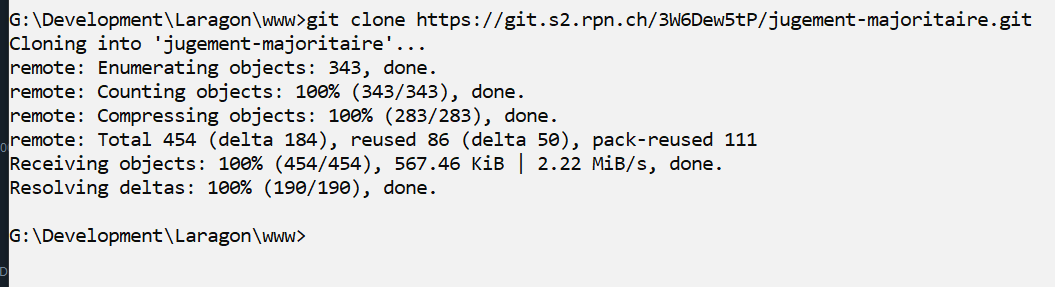 G:\Development\Laragon\www>git clone https://git.s2.rpn.ch/3W6Dew5tP/jugement-majoritaire.git
Cloning into 'jugement-majoritaire'...
remote: Enumerating objects: 343, done.
remote: Counting objects: 100% (343/343), done.
remote: Compressing objects: 100% (283/283), done.
remote: Total 454 (delta 184), reused 86 (delta 50), pack-reused 111
Receiving objects: 100% (454/454), 567.46 KiB | 2.22 MiB/s, done.
Resolving deltas: 100% (190/190), done.
G:\Development\Laragon\www>